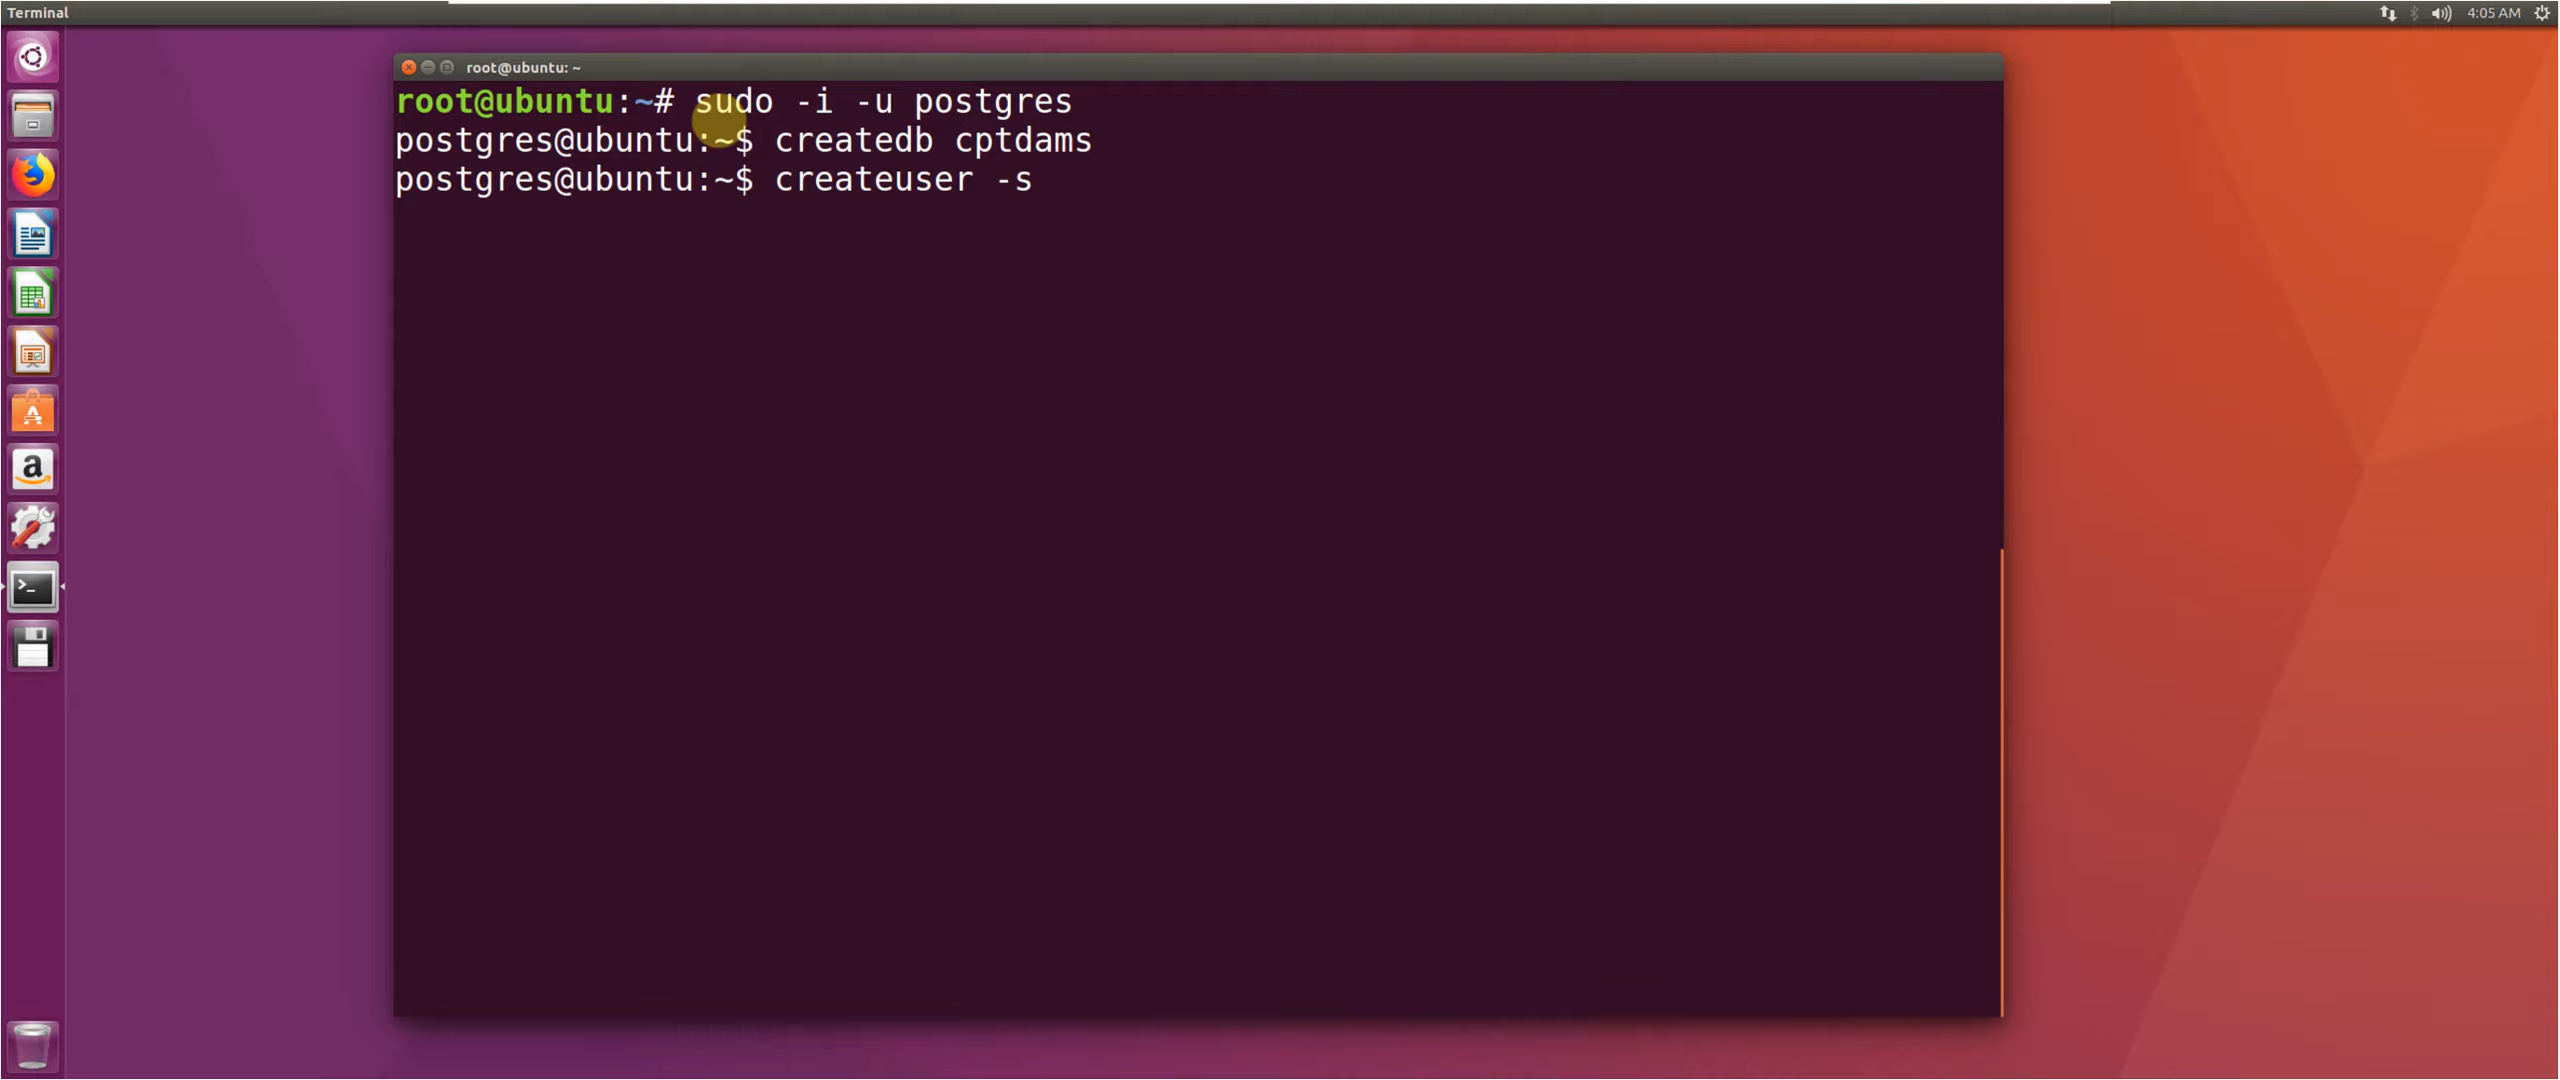 Terminal
4:05 AM
root@ubuntu: ~
root@ubuntu:~# sudo -i -u postgres
postgres@ubuntu:~$ createdb cptdams
postgres@ubuntu:~$ createuser -s